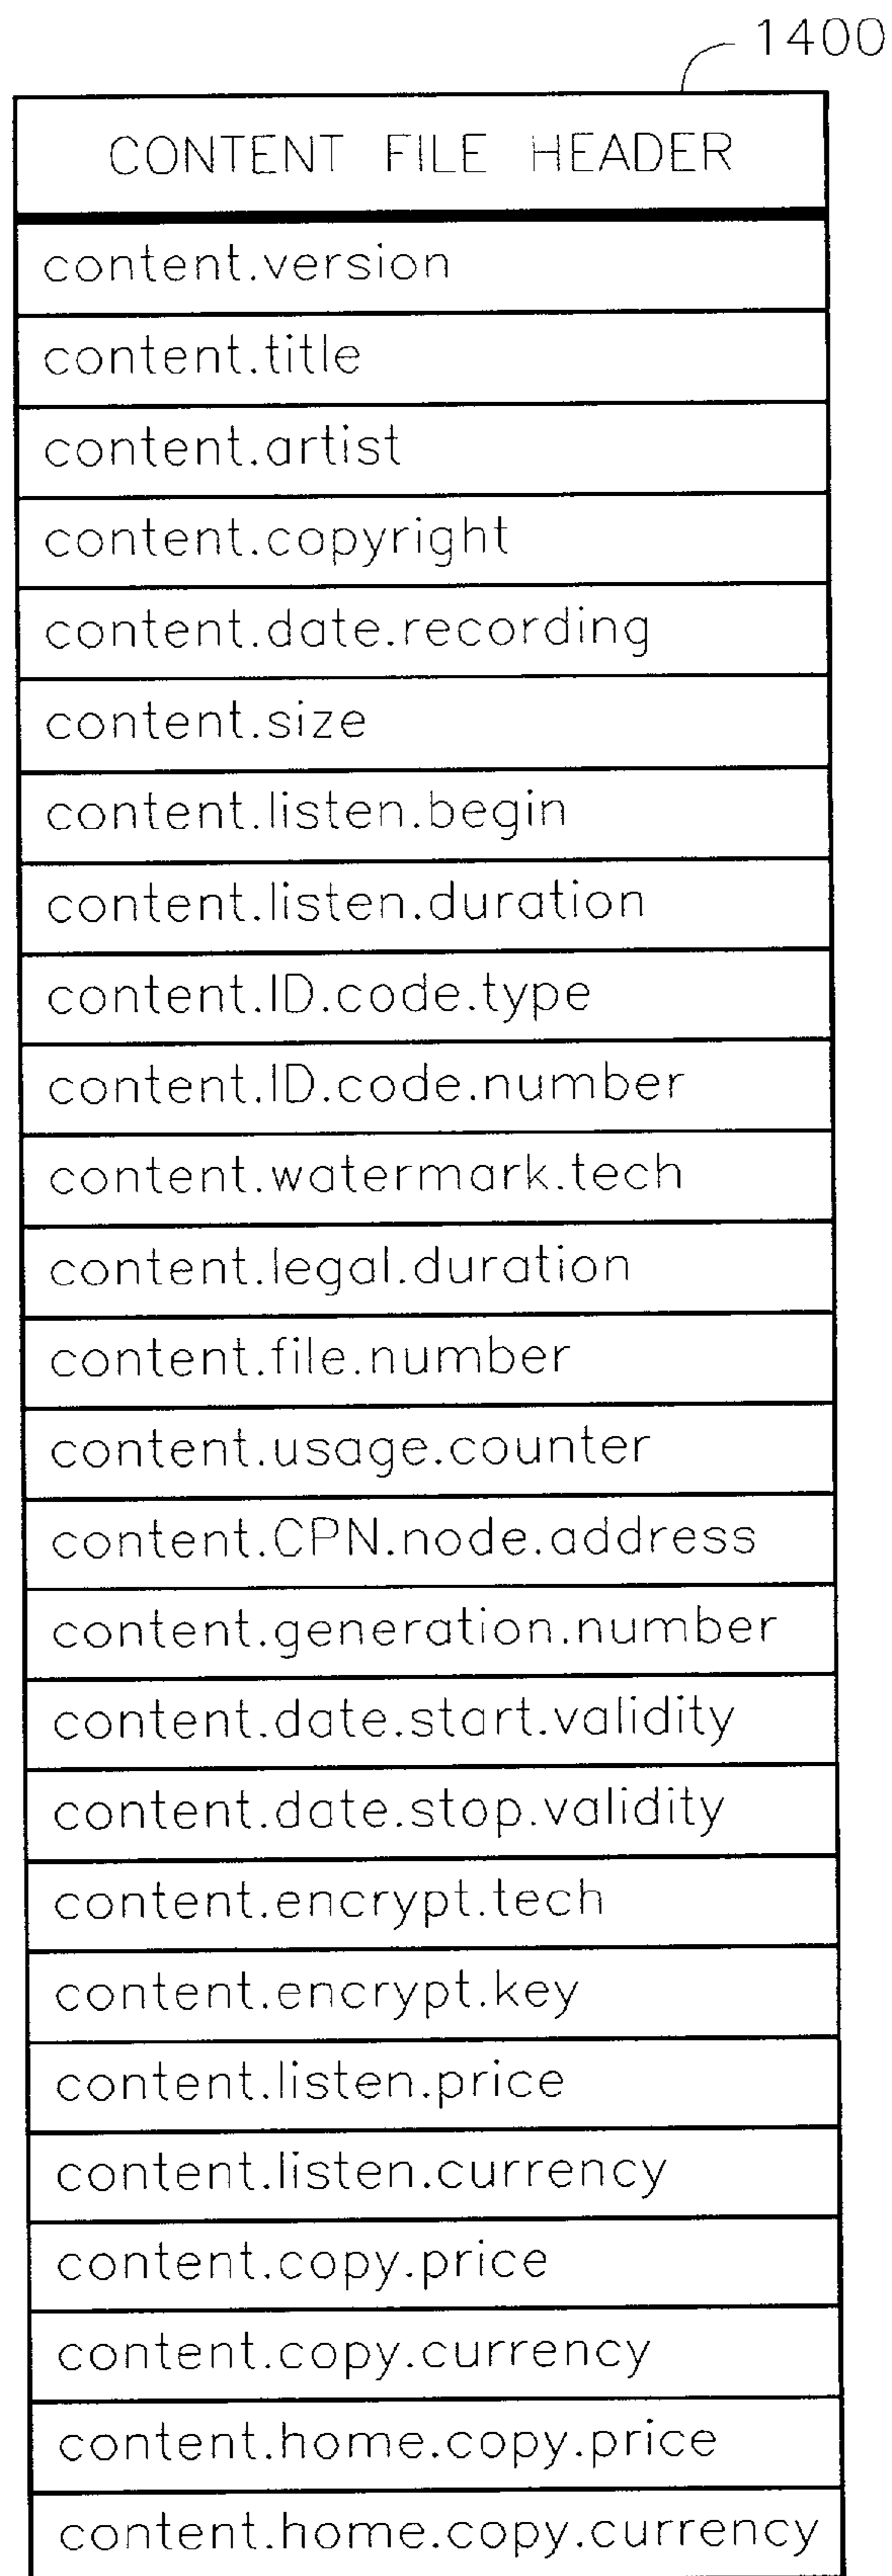 1400
CONTENT FILE HEADER
content.version
content.title
content.artist
content.copyright
content.date.recording
content.size
content.listen.begin
content.listen.duration
content.ID.code.type
content.ID.code.number
content.watermark.tech
content.legal.duration
content.file.number
content.usage.counter
content.CPN.node.address
content.generation.number
content.date.start.validity
content.date.stop.validity
content.encrypt.tech
content.encrypt.key
content.listen.price
content.listen.currency
content.copy.price
content.copy.currency
content.home.copy.price
content.home.copy.currency